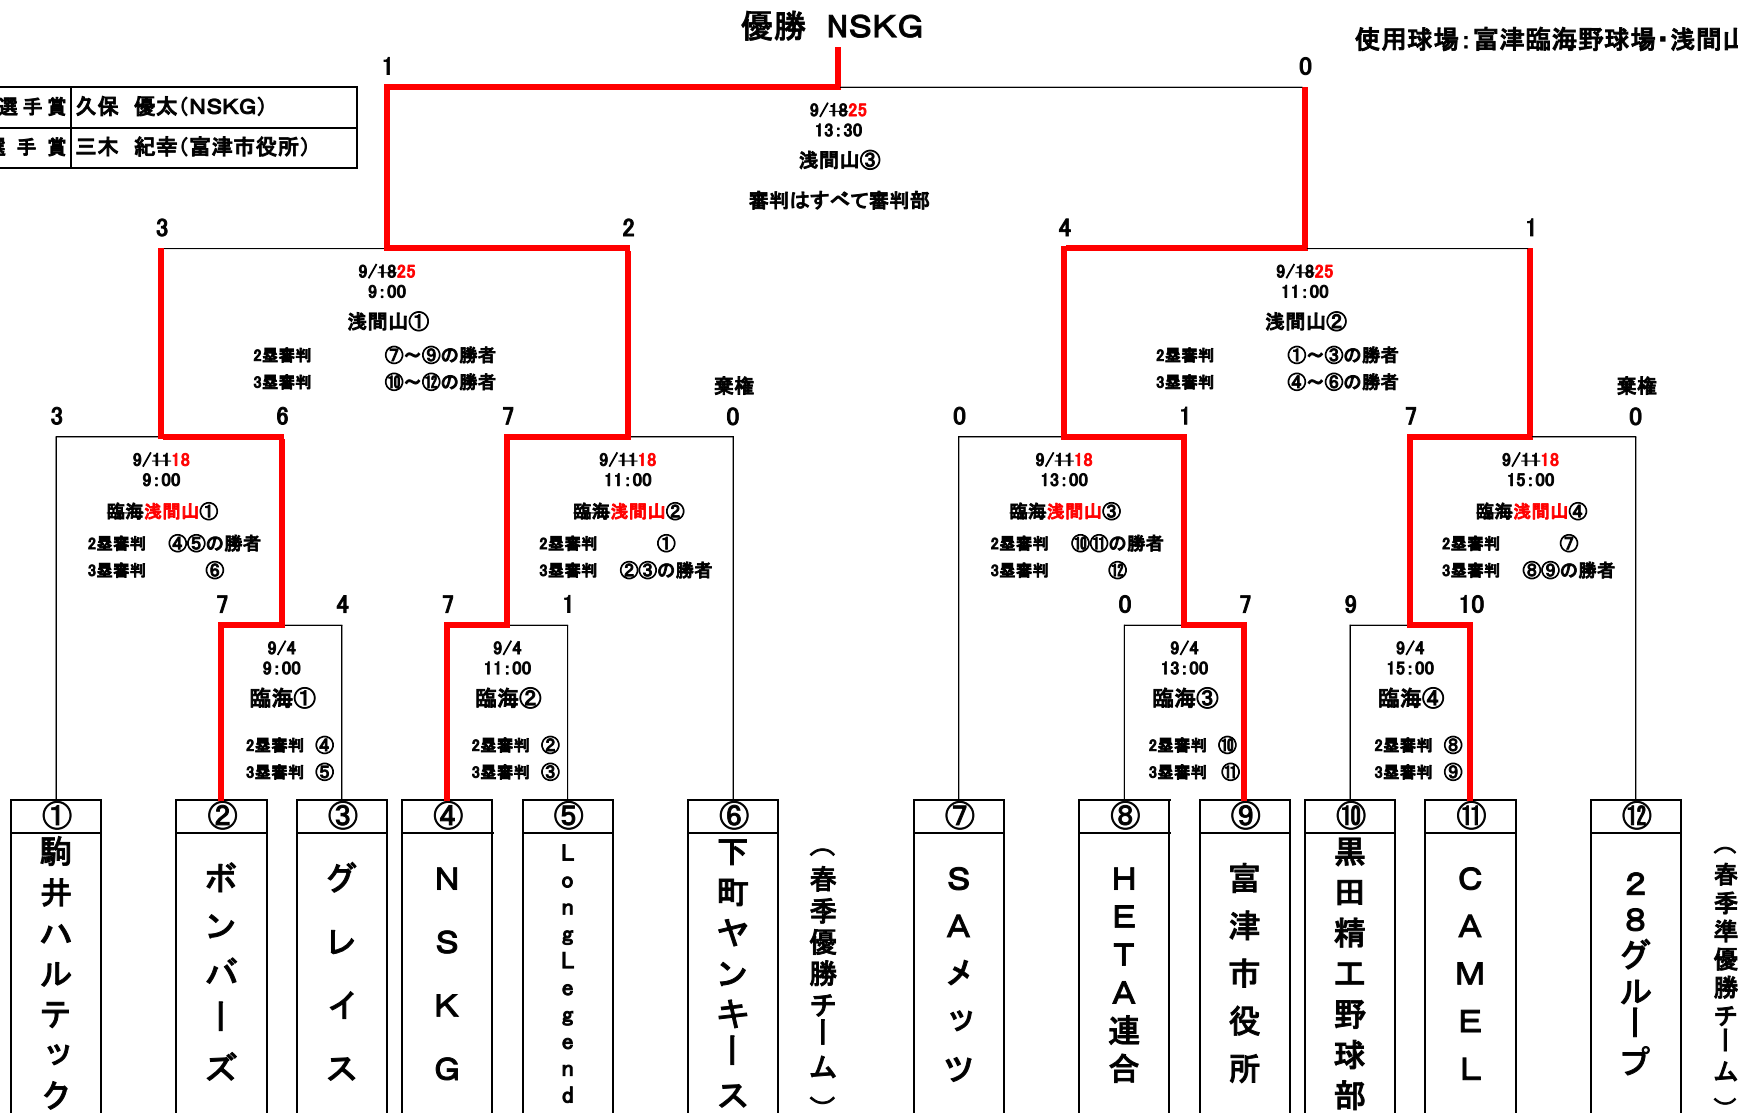 優勝 NSKG
使用球場：富津臨海野球場・浅間山
選手賞 久保 優太(NSKG)
選手賞 三木 紀幸(富津市役所)
1
0
9/1825
13:30
浅間山③
審判はすべて審判部
3
2
4
1
9/1825
9:00
浅間山①
2塁審判 ⑦～⑨の勝者
3塁審判 ⑩～⑫の勝者
9/1825
11:00
浅間山②
2塁審判 ①～③の勝者
3塁審判 ④～⑥の勝者
棄権
棄権
3
6
7
0
0
1
7
0
9/1118
9:00
臨海浅間山①
2塁審判 ④⑤の勝者
3塁審判 ⑥
9/1118
11:00
臨海浅間山②
2塁審判 ①
3塁審判 ②③の勝者
9/1118
13:00
臨海浅間山③
2塁審判 ⑩⑪の勝者
3塁審判 ⑫
9/1118
15:00
臨海浅間山④
2塁審判 ⑦
3塁審判 ⑧⑨の勝者
7
4
7
1
0
7
9
10
9/4
9:00
臨海①
2塁審判 ④
3塁審判 ⑤
9/4
11:00
臨海②
2塁審判 ②
3塁審判 ③
9/4
13:00
臨海③
2塁審判 ⑩
3塁審判 ⑪
9/4
15:00
臨海④
2塁審判 ⑧
3塁審判 ⑨
①
駒井ハルテック
②
ボンバーズ
③
グレイス
④
NSKG
⑤
LongLegend
⑥
下町ヤンキース
(春季優勝チーム)
⑦
SAメッツ
⑧
HETA連合
⑨
富津市役所
⑩
黒田精工野球部
⑪
CAMEL
⑫
28グループ
(春季準優勝チーム)